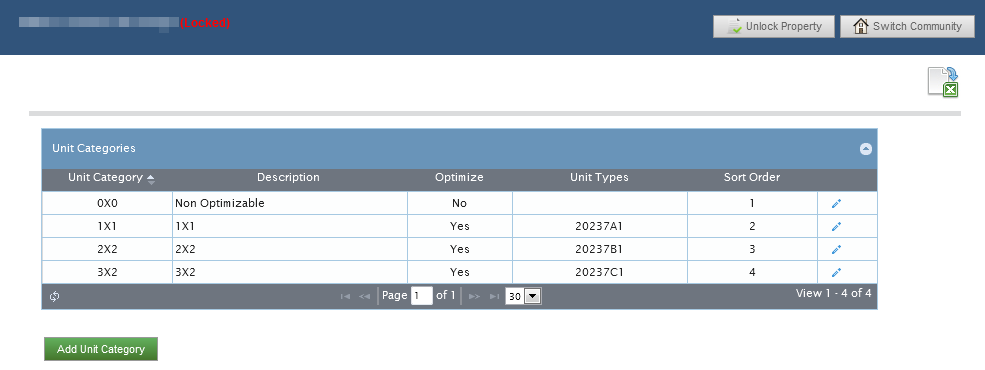 (Locked)
Unlock Property Switch Community
Unit Categories
Unit Category Description Optimize Unit Types Sort Order
0X0 Non Optimizable No 1
1X1 1X1 Yes 20237A1 2
2X2 2X2 Yes 20237B1 3
3X2 3X2 Yes 20237C1 4
Page 1 of 1 30 View 1 - 4 of 4
Add Unit Category